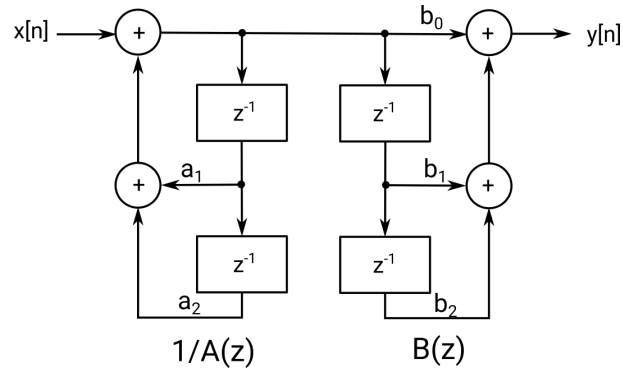 x[n]
+
b₀
+
y[n]
z⁻¹
z⁻¹
+
a₁
b₁
+
z⁻¹
z⁻¹
a₂
b₂
1/A(z)
B(z)